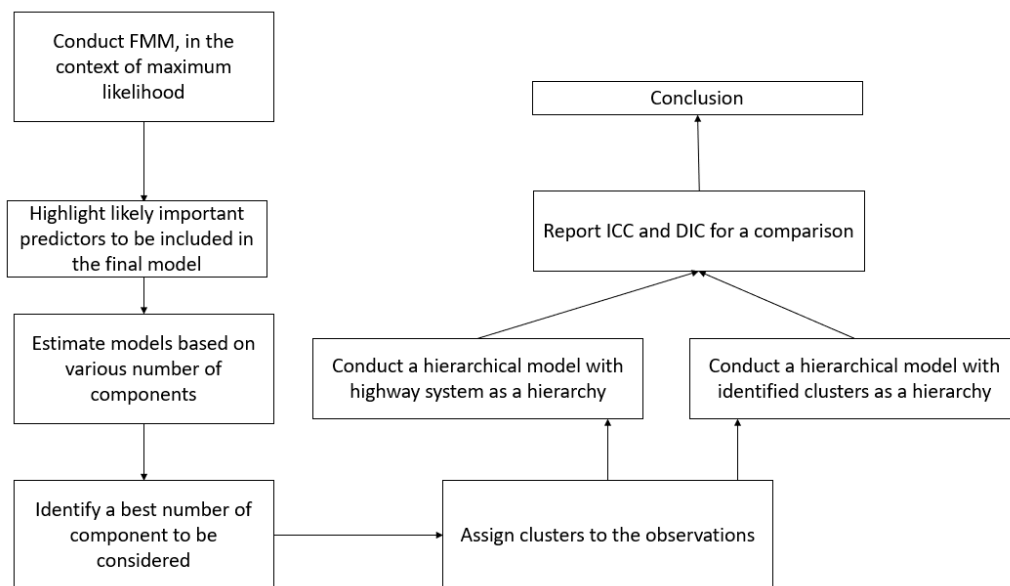 Conduct FMM, in the
context of maximum
likelihood
Highlight likely important
predictors to be included in
the final model
Estimate models based on
various number of
components
Identify a best number of
component to be
considered
Assign clusters to the observations
Conduct a hierarchical model with
highway system as a hierarchy
Conduct a hierarchical model with
identified clusters as a hierarchy
Report ICC and DIC for a comparison
Conclusion